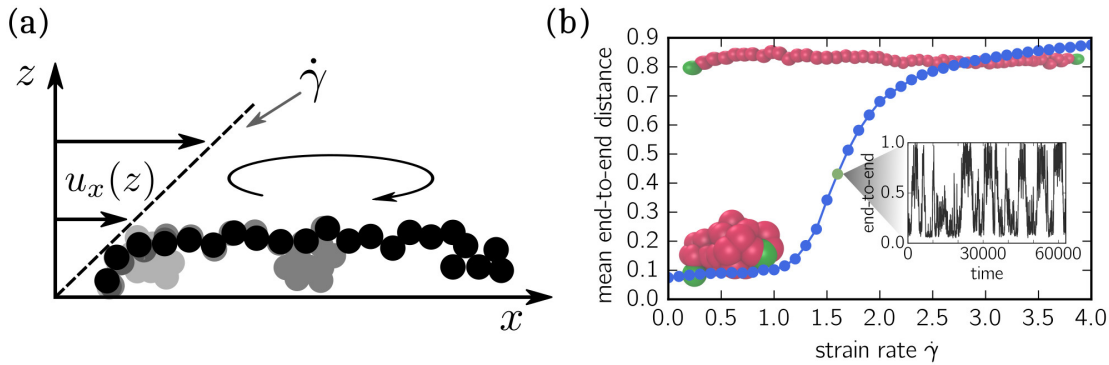 (a)
z
γ̇
u_x(z)
x
(b)
mean end-to-end distance
0.9
0.8
0.7
0.6
0.5
0.4
0.3
0.2
0.1
0.0
0.0 0.5 1.0 1.5 2.0 2.5 3.0 3.5 4.0
strain rate γ̇
end-to-end
1.0
0.5
0.0
0 30000 60000
time